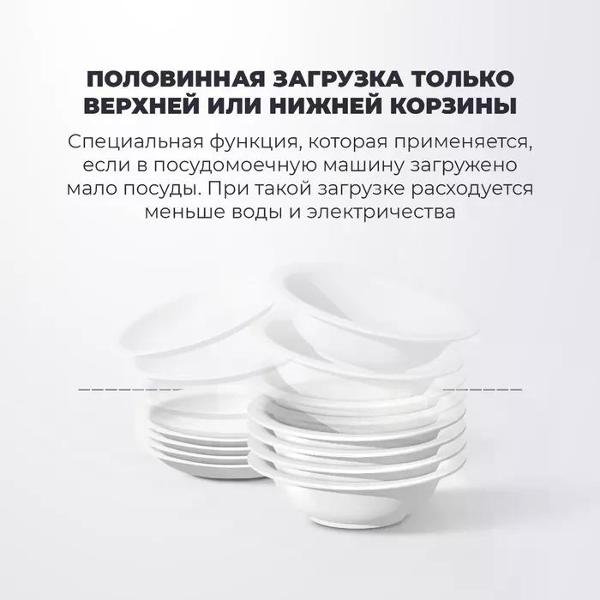 ПОЛОВИННАЯ ЗАГРУЗКА ТОЛЬКО
ВЕРХНЕЙ ИЛИ НИЖНЕЙ КОРЗИНЫ
Специальная функция, которая применяется,
если в посудомоечную машину загружено
мало посуды. При такой загрузке расходуется
меньше воды и электричества